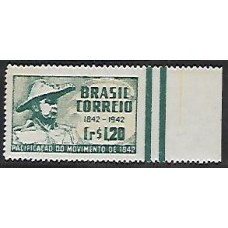 BRASIL
CORREIO
1842-1942
Cr$1,20
PACIFICAÇÃO DO MOVIMENTO DE 1842